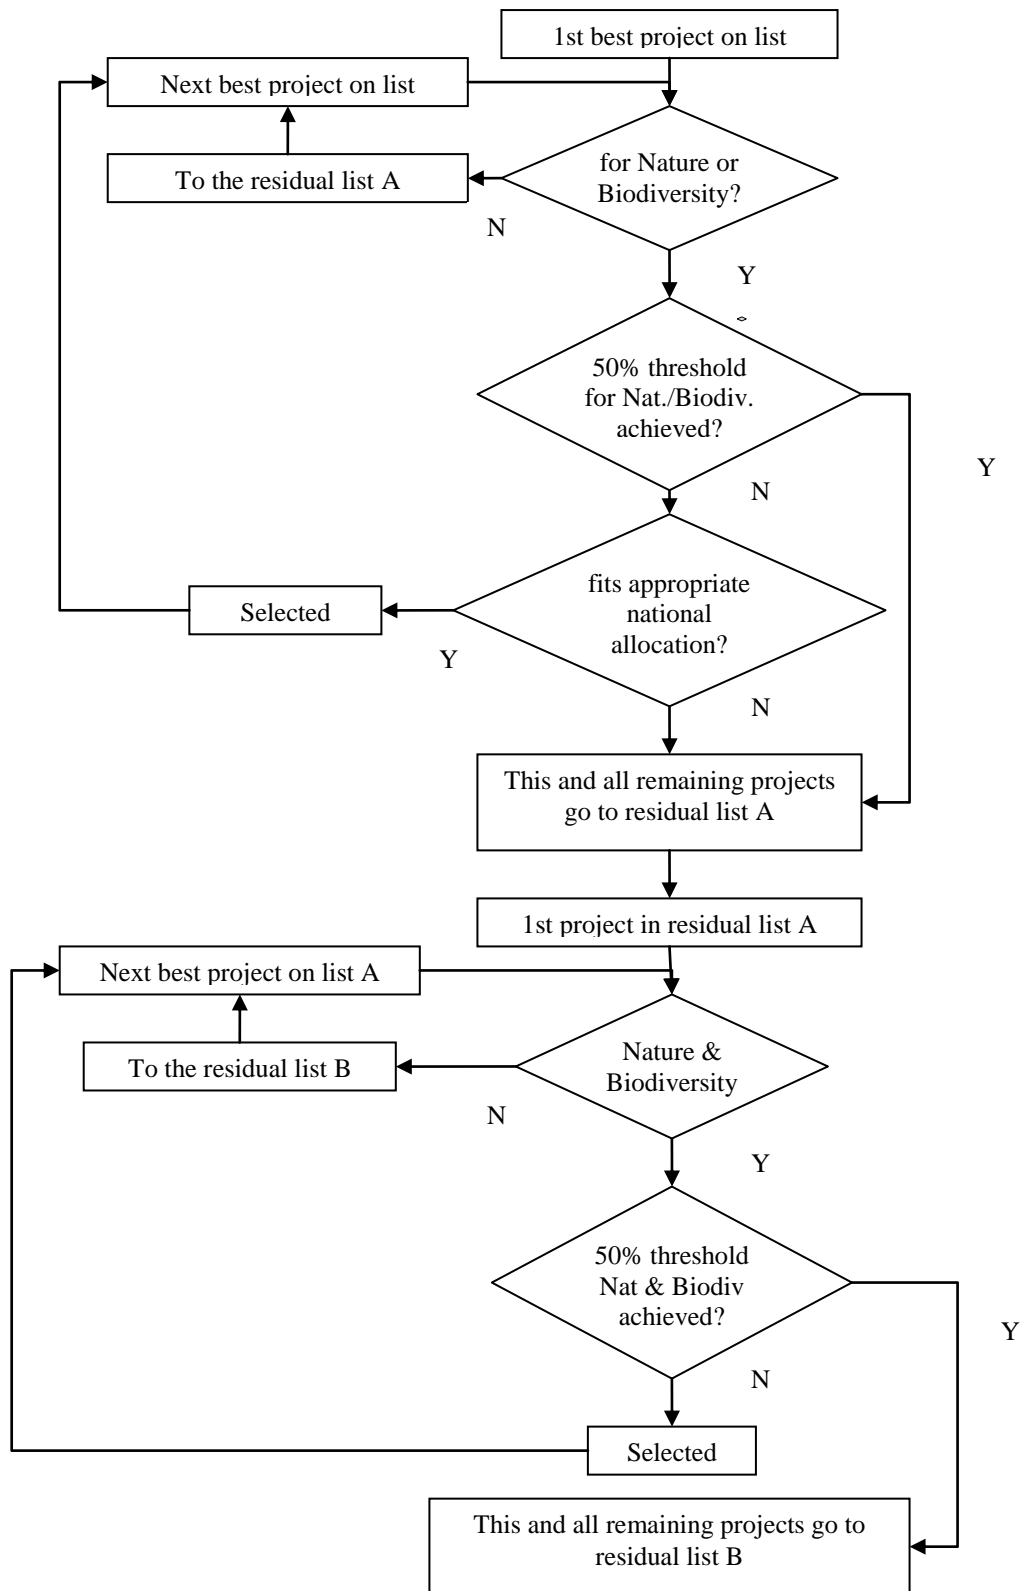 1st best project on list
Next best project on list
for Nature or
Biodiversity?
To the residual list A
N
Y
50% threshold
for Nat./Biodiv.
achieved?
Y
N
fits appropriate
national
allocation?
Selected
Y
N
This and all remaining projects
go to residual list A
1st project in residual list A
Next best project on list A
Nature &
Biodiversity
To the residual list B
N
Y
50% threshold
Nat & Biodiv
achieved?
Y
N
Selected
This and all remaining projects go to
residual list B